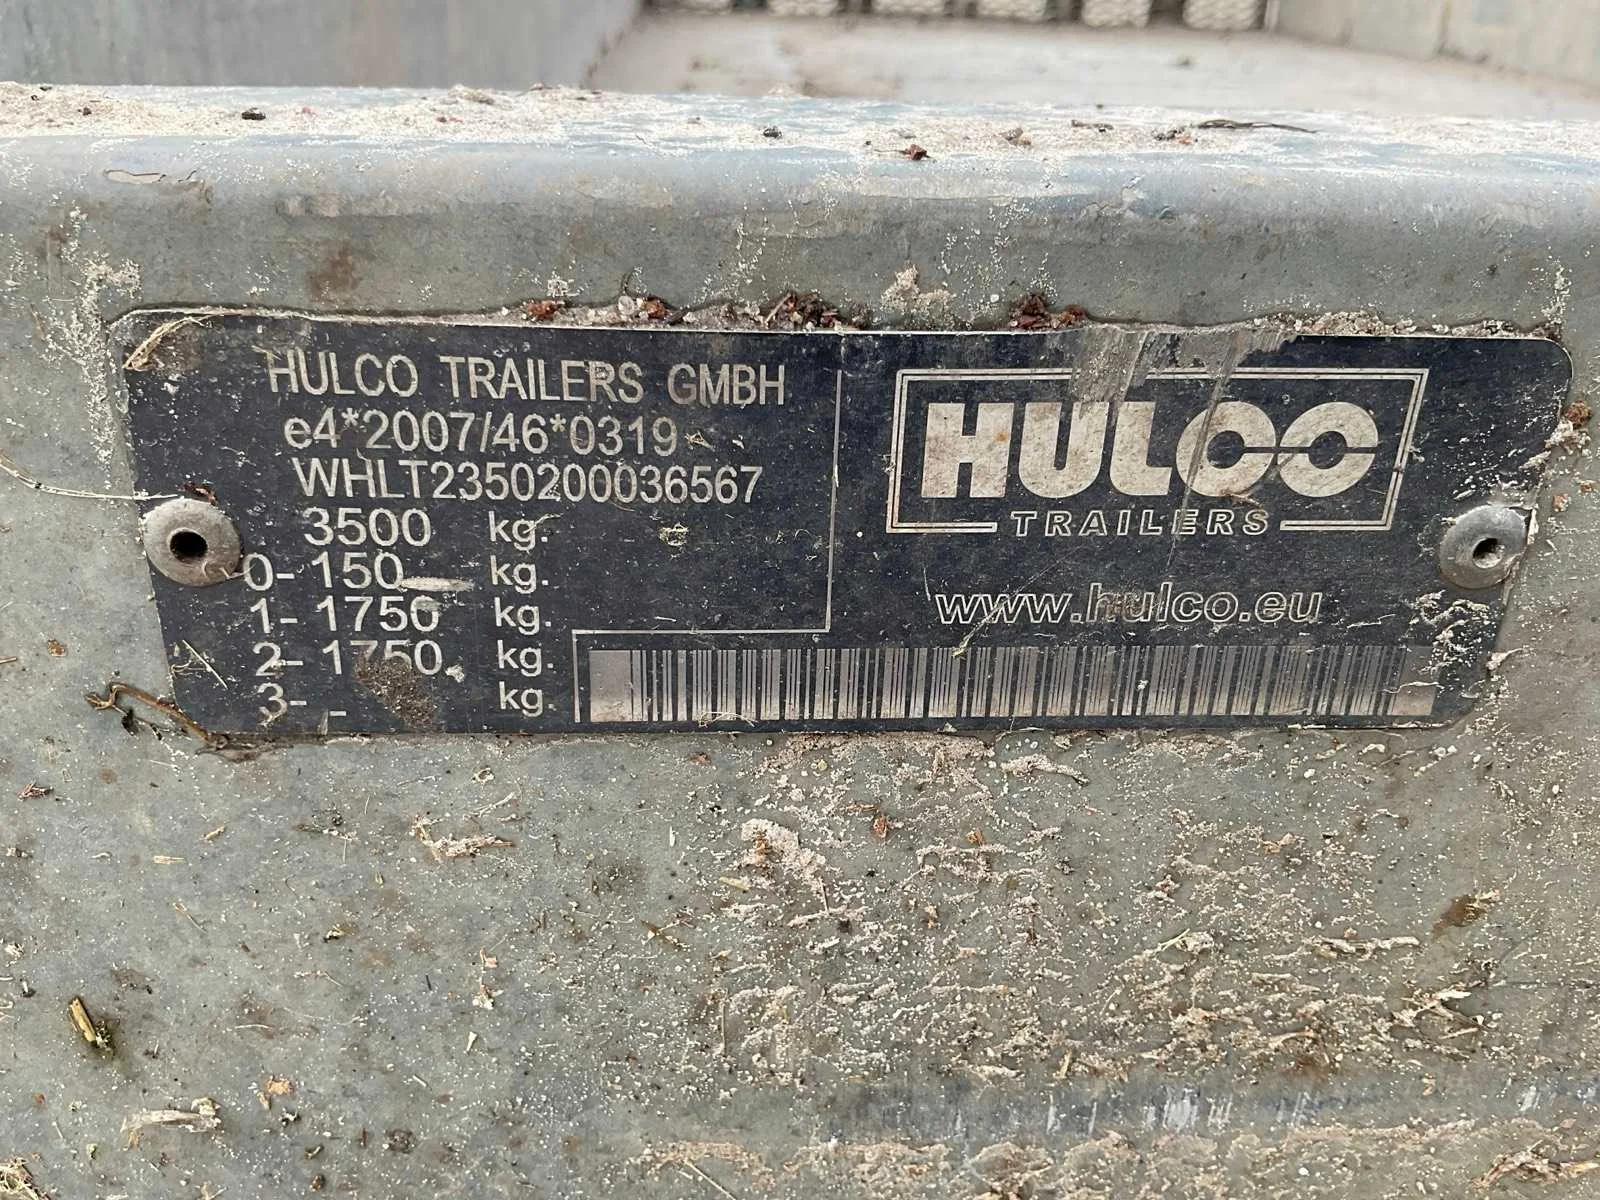 HULCO TRAILERS GMBH
e4*2007/46*0319
WHLT2350200036567
3500 kg.
0- 150 kg.
1- 1750 kg.
2- 1750 kg.
3- - kg.
HULCO
TRAILERS
www.hulco.eu